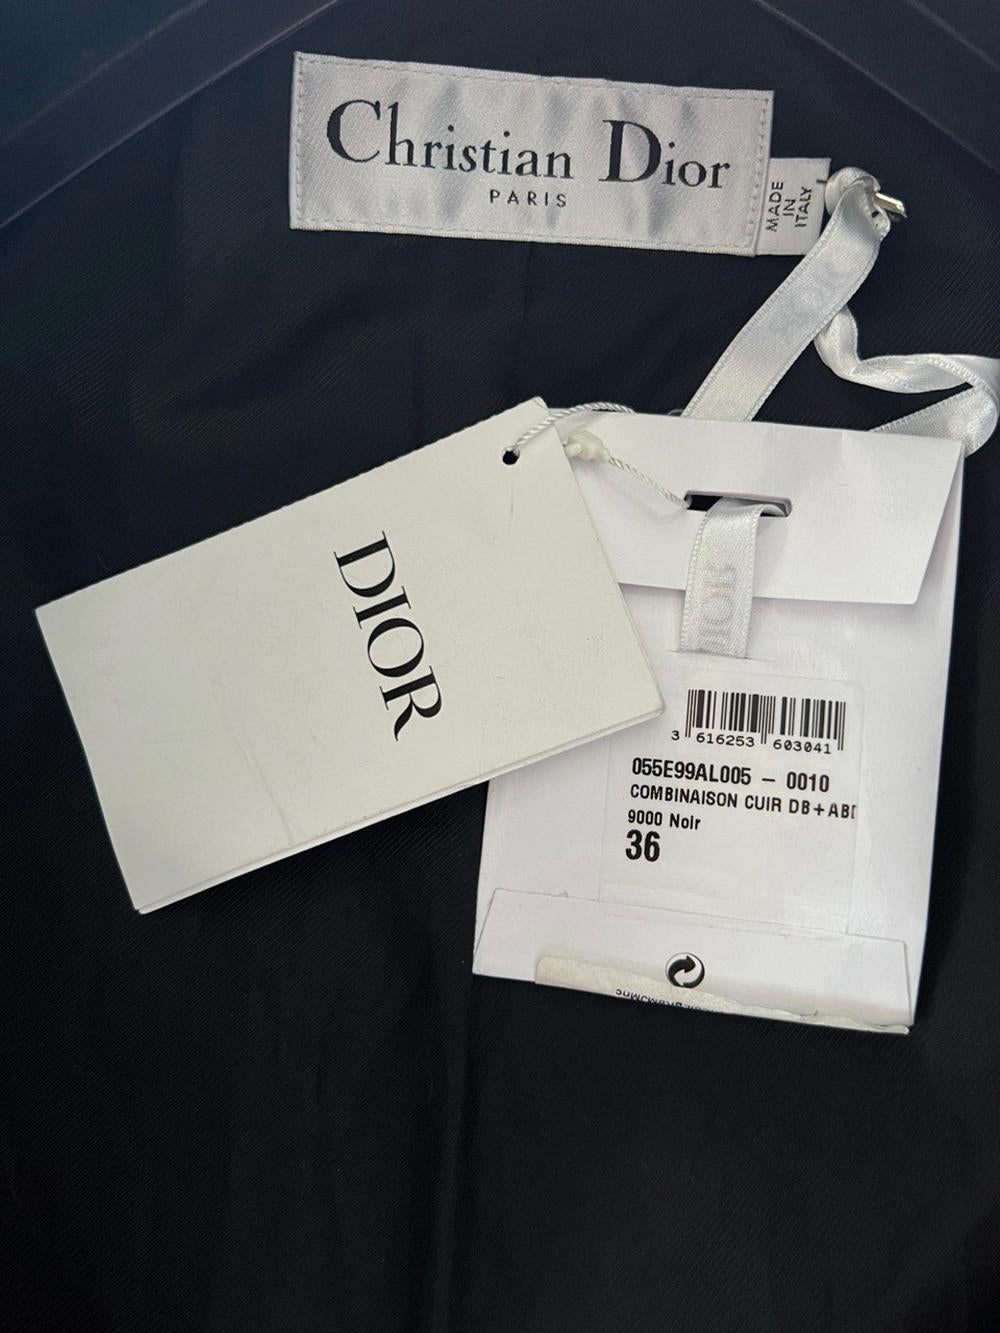 Christian Dior
PARIS
MADE
IN
ITALY
DIOR
DIOR
3 616253 603041
055E99AL005 - 0010
COMBINAISON CUIR DB+AB
9000 Noir
36